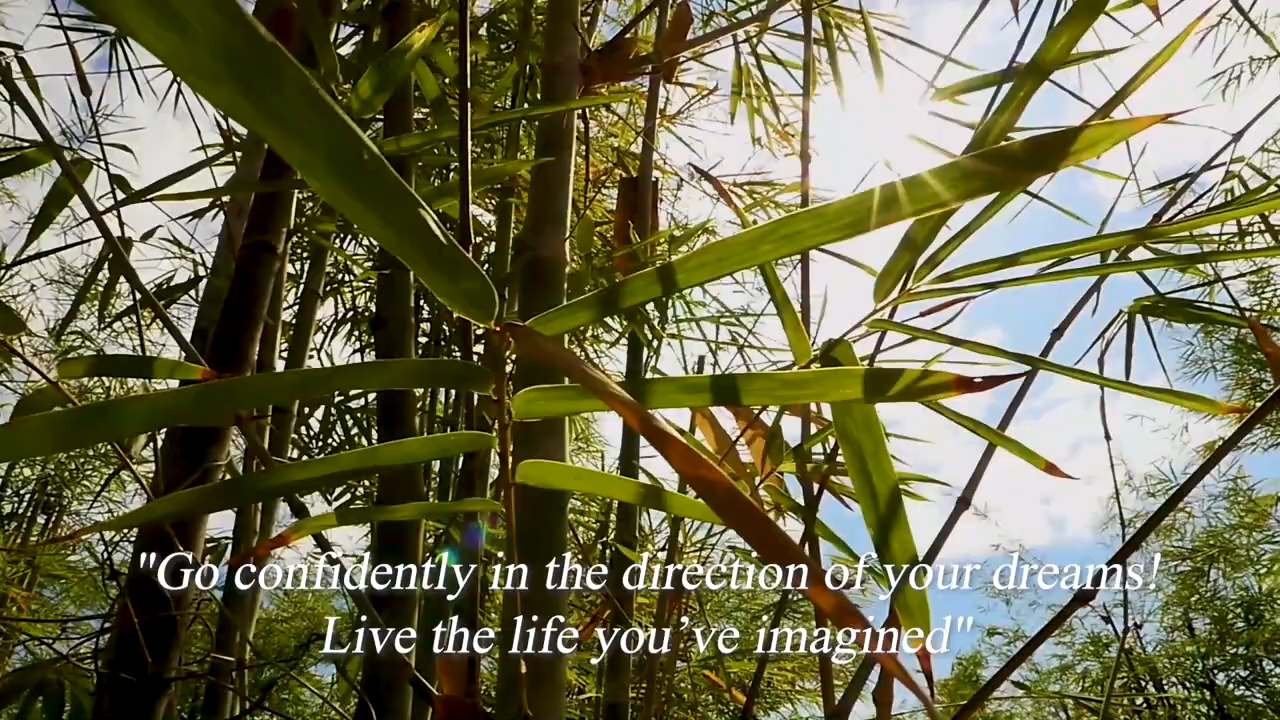 "Go confidently in the direction of your dreams!
Live the life you’ve imagined"